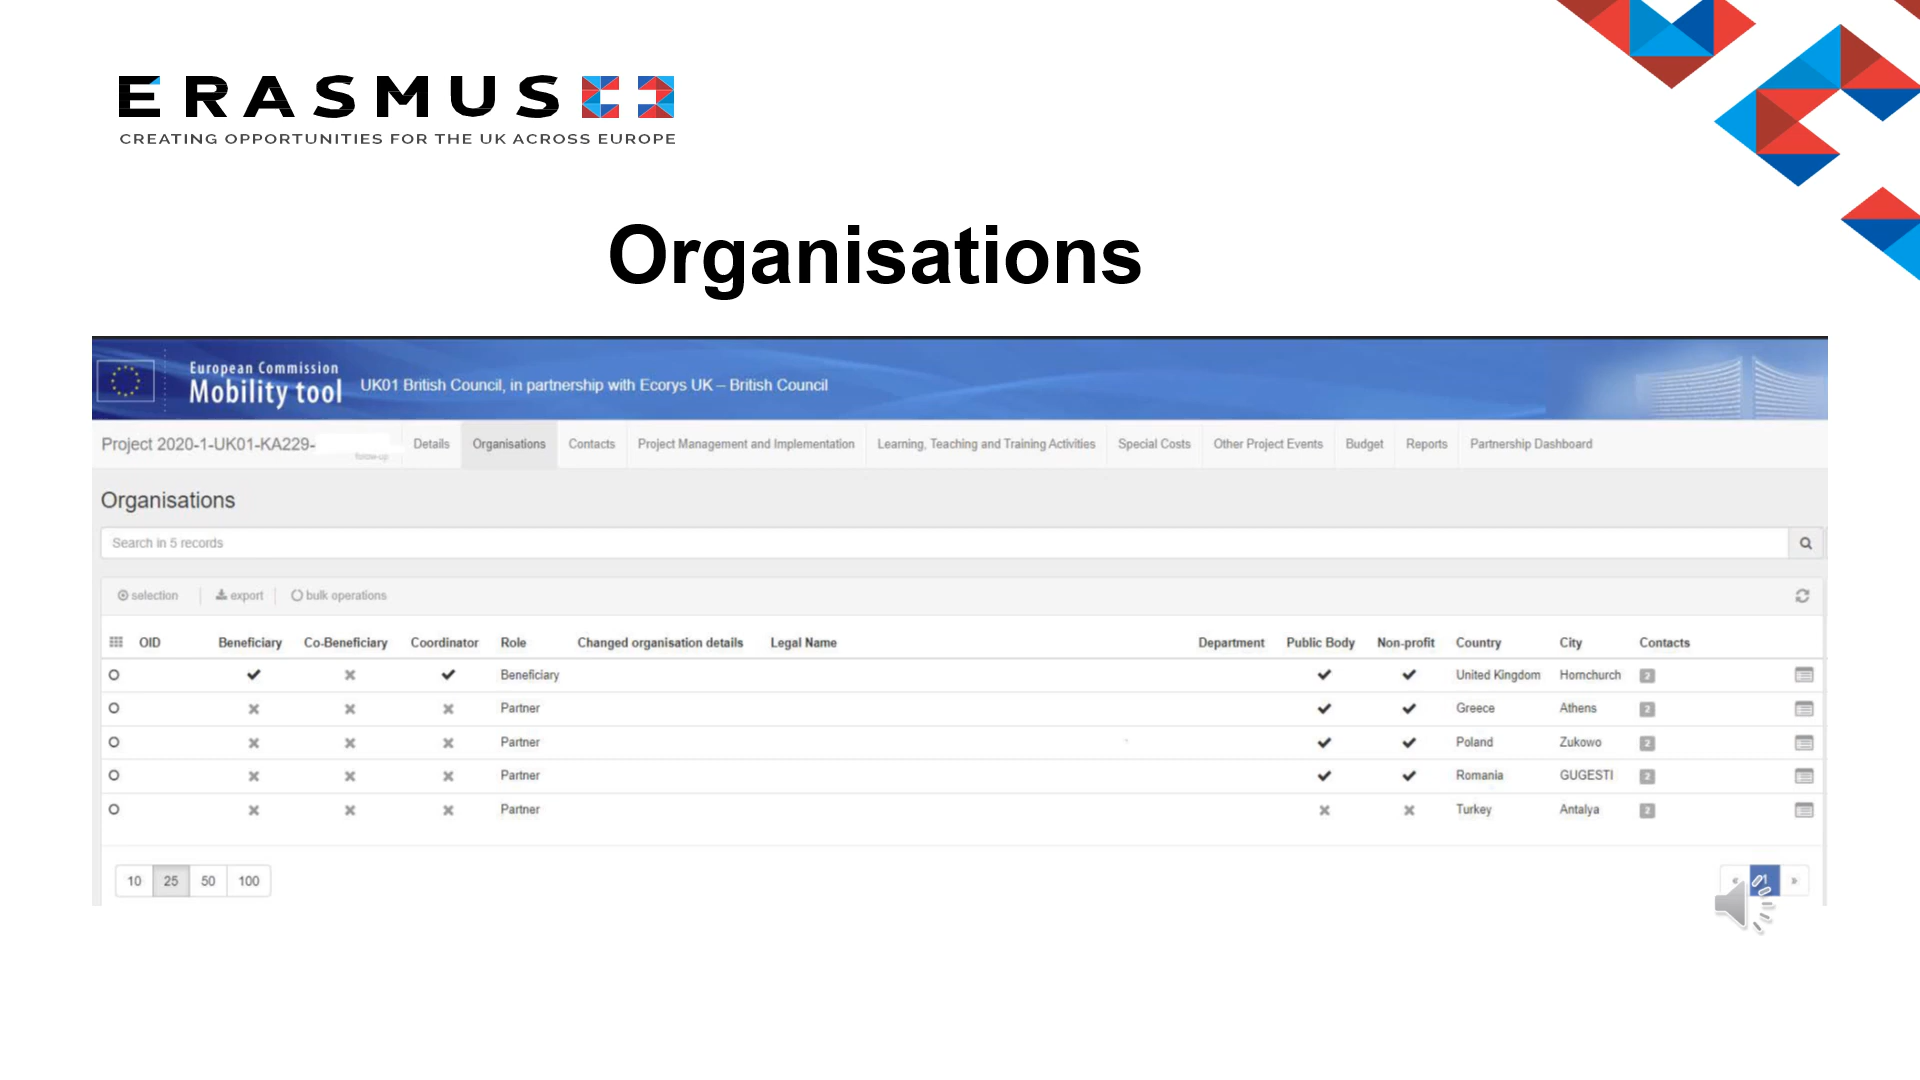 ERASMUS
CREATING OPPORTUNITIES FOR THE UK ACROSS EUROPE
Organisations
European Commission
Mobility tool
UK01 British Council, in partnership with Ecorys UK – British Council
Project 2020-1-UK01-KA229-
follow-up
Details Organisations Contacts Project Management and Implementation Learning, Teaching and Training Activities Special Costs Other Project Events Budget Reports Partnership Dashboard
Organisations
Search in 5 records
selection export bulk operations
OID Beneficiary Co-Beneficiary Coordinator Role Changed organisation details Legal Name Department Public Body Non-profit Country City Contacts
Beneficiary United Kingdom Hornchurch 2
Partner Greece Athens 2
Partner Poland Zukowo 2
Partner Romania GUGESTI 2
Partner Turkey Antalya 2
10 25 50 100 « 1 »